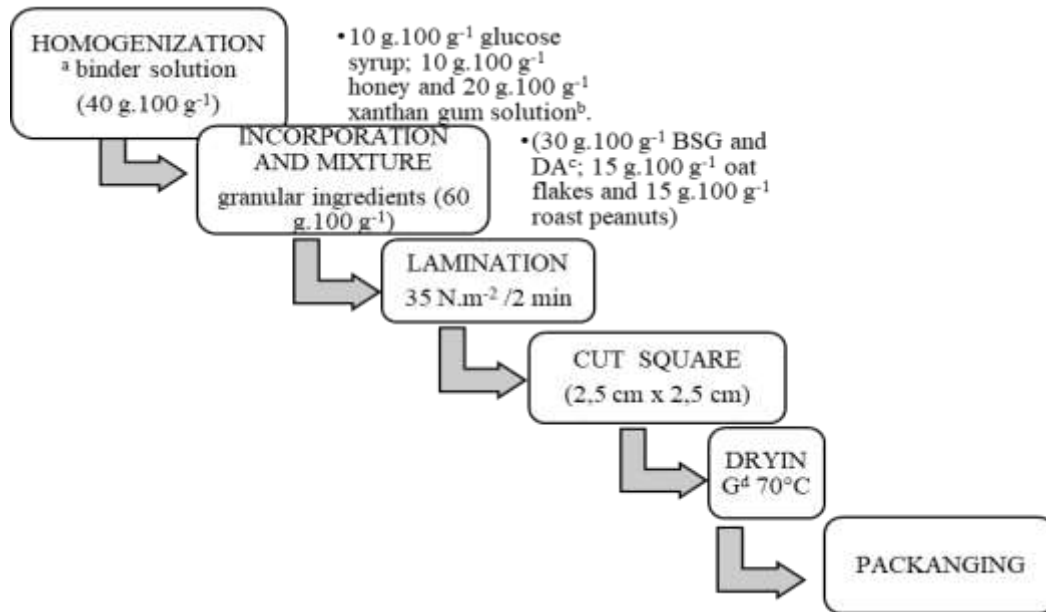 HOMOGENIZATION
ᵃ binder solution
(40 g.100 g⁻¹)
•10 g.100 g⁻¹ glucose
syrup; 10 g.100 g⁻¹
honey and 20 g.100 g⁻¹
xanthan gum solutionᵇ.
INCORPORATION
AND MIXTURE
granular ingredients (60
g.100 g⁻¹)
•(30 g.100 g⁻¹ BSG and
DAᶜ; 15 g.100 g⁻¹ oat
flakes and 15 g.100 g⁻¹
roast peanuts)
LAMINATION
35 N.m⁻² /2 min
CUT SQUARE
(2,5 cm x 2,5 cm)
DRYIN
Gᵈ 70°C
PACKANGING